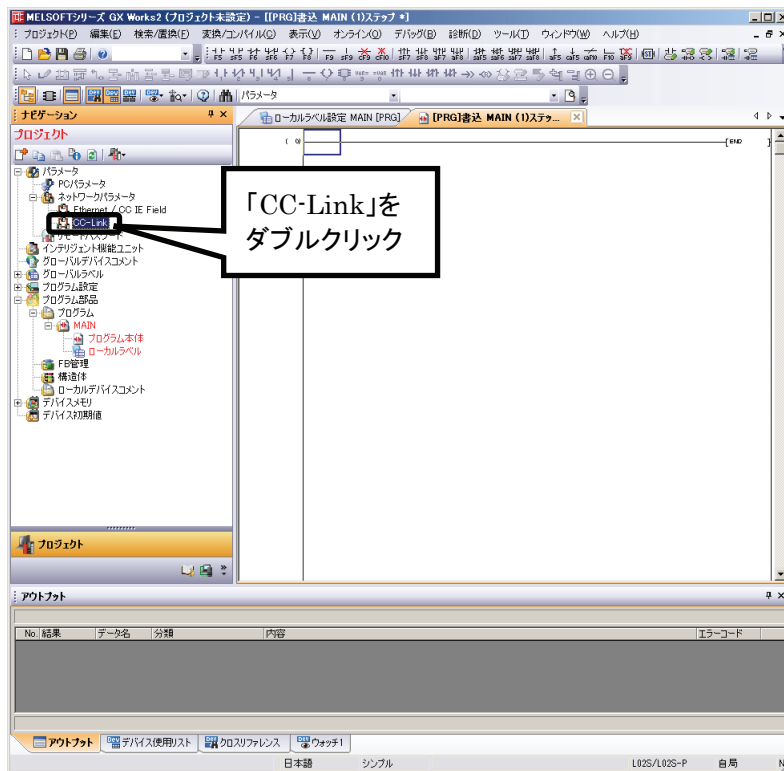 MELSOFTシリーズ GX Works2 (プロジェクト未設定) - [[PRG]書込 MAIN (1)ステップ *]
プロジェクト(P) 編集(E) 検索/置換(F) 変換/コンパイル(C) 表示(V) オンライン(O) デバッグ(B) 診断(D) ツール(T) ウィンドウ(W) ヘルプ(H)
パラメータ
ナビゲーション
ローカルラベル設定 MAIN [PRG]
[PRG]書込 MAIN (1)ステッ...
プロジェクト
( 0)
[END ]
パラメータ
PCパラメータ
ネットワークパラメータ
Ethernet / CC IE Field
CC-Link
リモートパスワード
インテリジェント機能ユニット
グローバルデバイスコメント
グローバルラベル
プログラム設定
プログラム部品
プログラム
MAIN
プログラム本体
ローカルラベル
FB管理
構造体
ローカルデバイスコメント
デバイスメモリ
デバイス初期値
「CC-Link」を
ダブルクリック
プロジェクト
アウトプット
No. 結果 データ名 分類 内容 エラーコード
アウトプット デバイス使用リスト クロスリファレンス ウォッチ1
日本語 シンプル L02S/L02S-P 自局